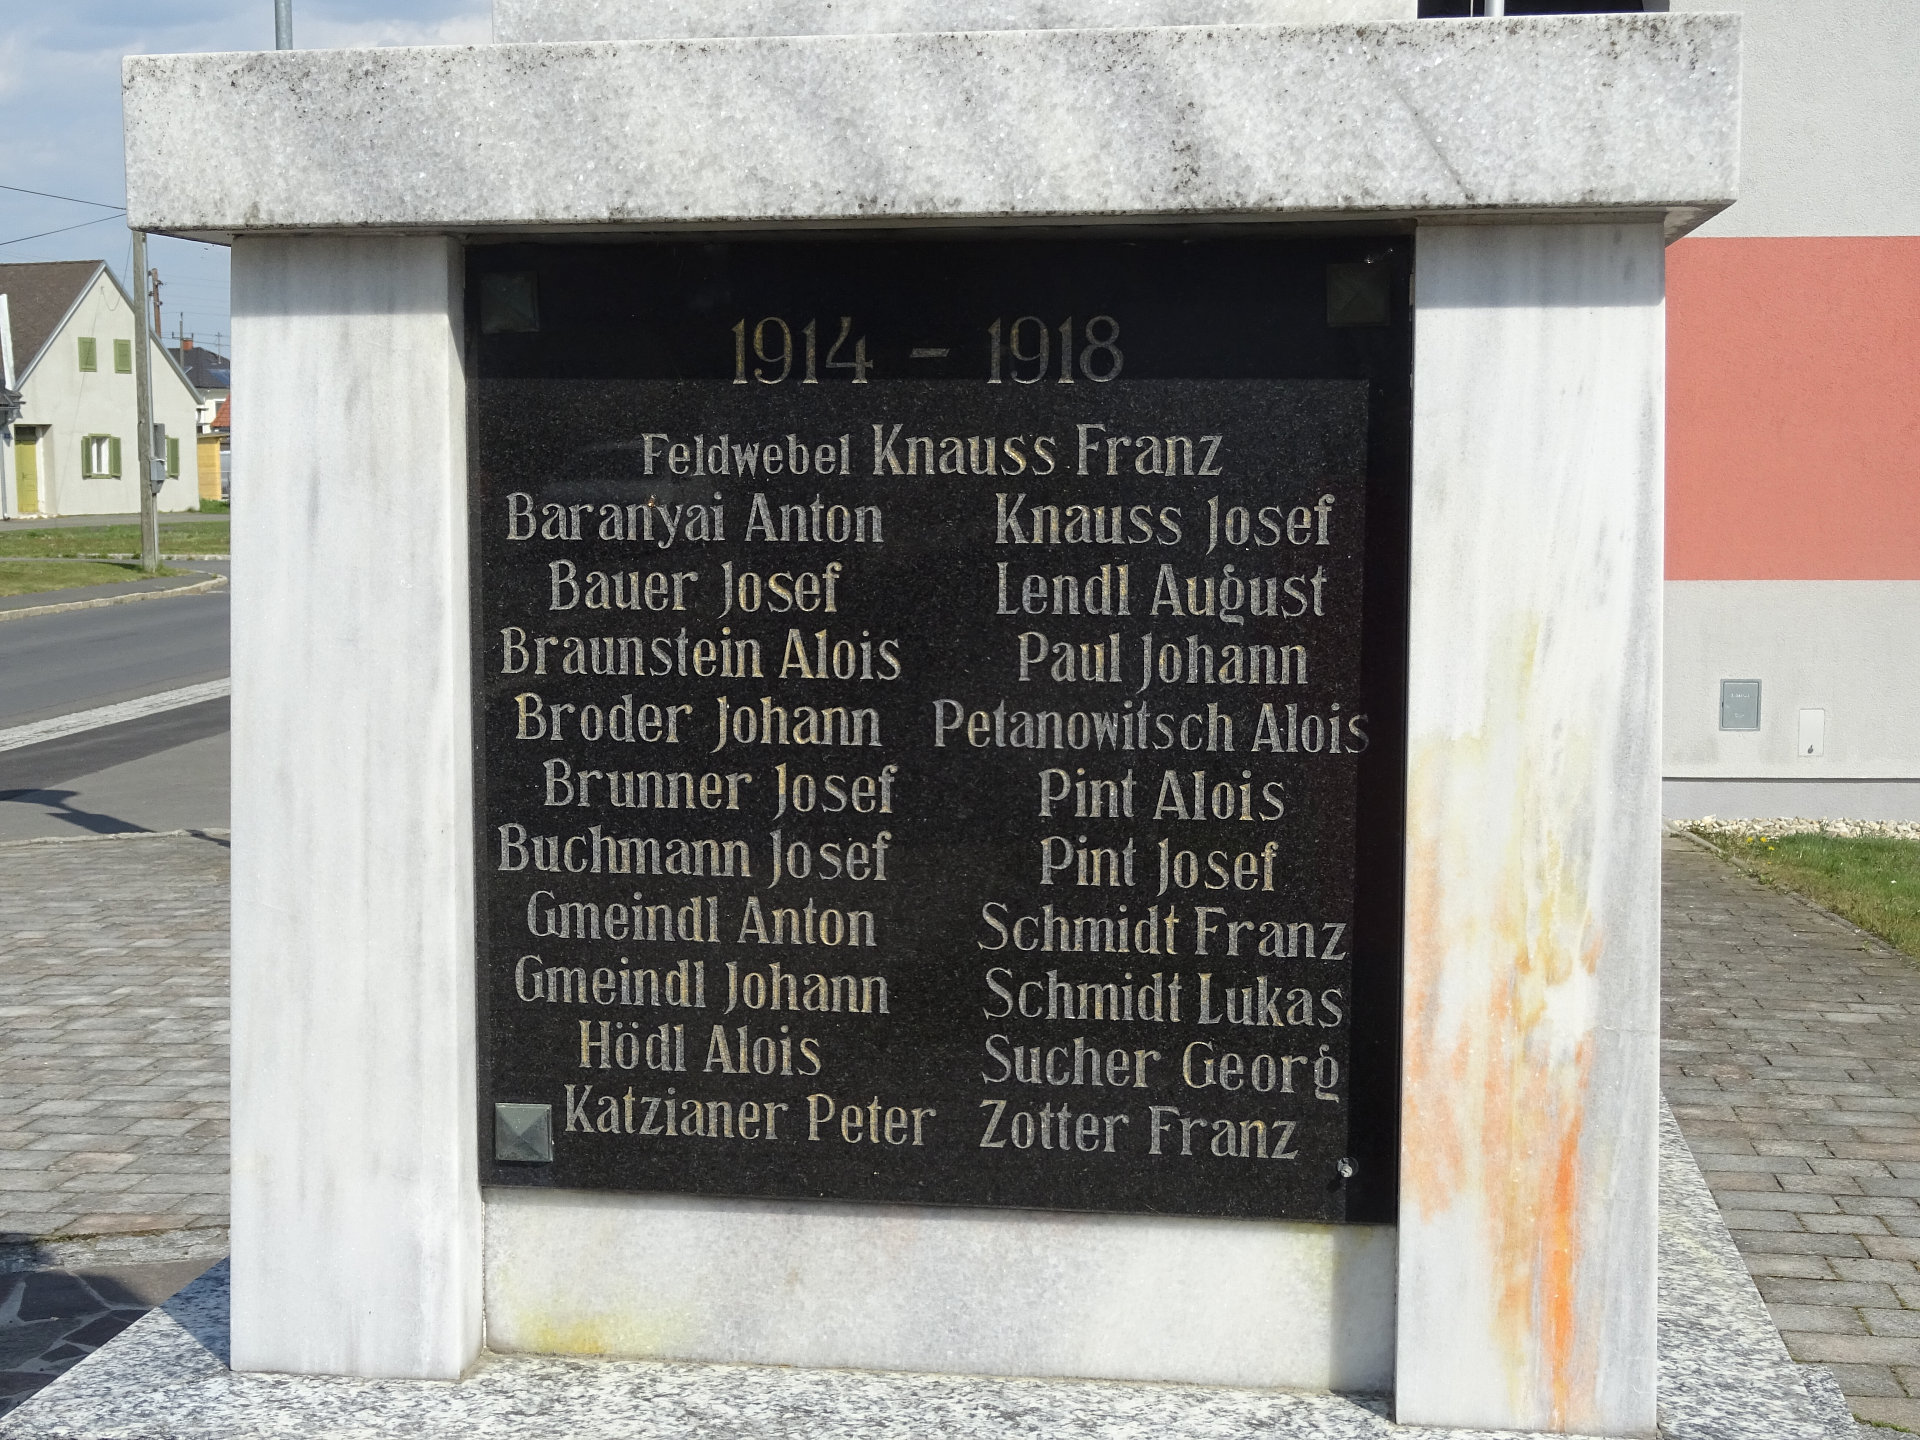 1914 - 1918
Feldwebel Knauss Franz
Baranyai Anton
Bauer Josef
Braunstein Alois
Broder Johann
Brunner Josef
Buchmann Josef
Gmeindl Anton
Gmeindl Johann
Hödl Alois
Katzianer Peter
Knauss Josef
Lendl August
Paul Johann
Petanowitsch Alois
Pint Alois
Pint Josef
Schmidt Franz
Schmidt Lukas
Sucher Georg
Zotter Franz